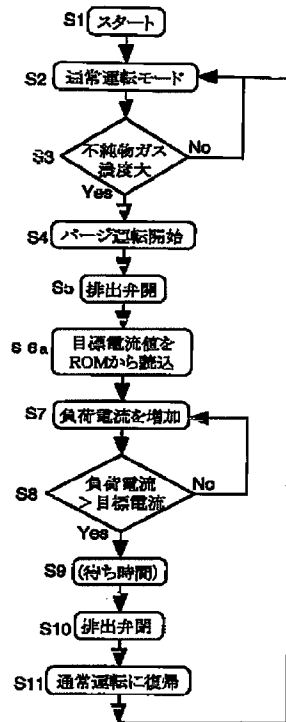 S1 スタート
S2 通常運転モード
S3 不純物ガス
濃度大
No
Yes
S4 パージ運転開始
S5 排出弁開
S6a 目標電流値を
ROMから読込
S7 負荷電流を増加
S8 負荷電流
>目標電流
No
Yes
S9 (待ち時間)
S10 排出弁閉
S11 通常運転に復帰